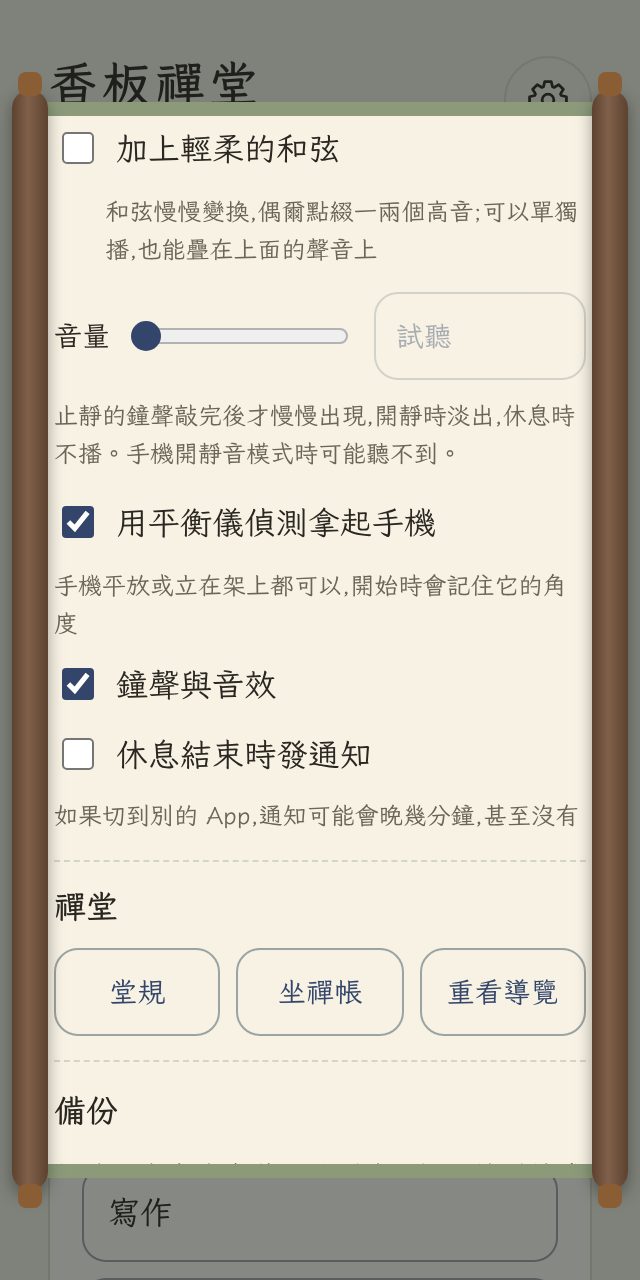 香板禪堂
加上輕柔的和弦
和弦慢慢變換,偶爾點綴一兩個高音;可以單獨
播,也能疊在上面的聲音上
音量
試聽
止靜的鐘聲敲完後才慢慢出現,開靜時淡出,休息時
不播。手機開靜音模式時可能聽不到。
用平衡儀偵測拿起手機
手機平放或立在架上都可以,開始時會記住它的角
度
鐘聲與音效
休息結束時發通知
如果切到別的 App,通知可能會晚幾分鐘,甚至沒有
禪堂
堂規
坐禪帳
重看導覽
備份
寫作